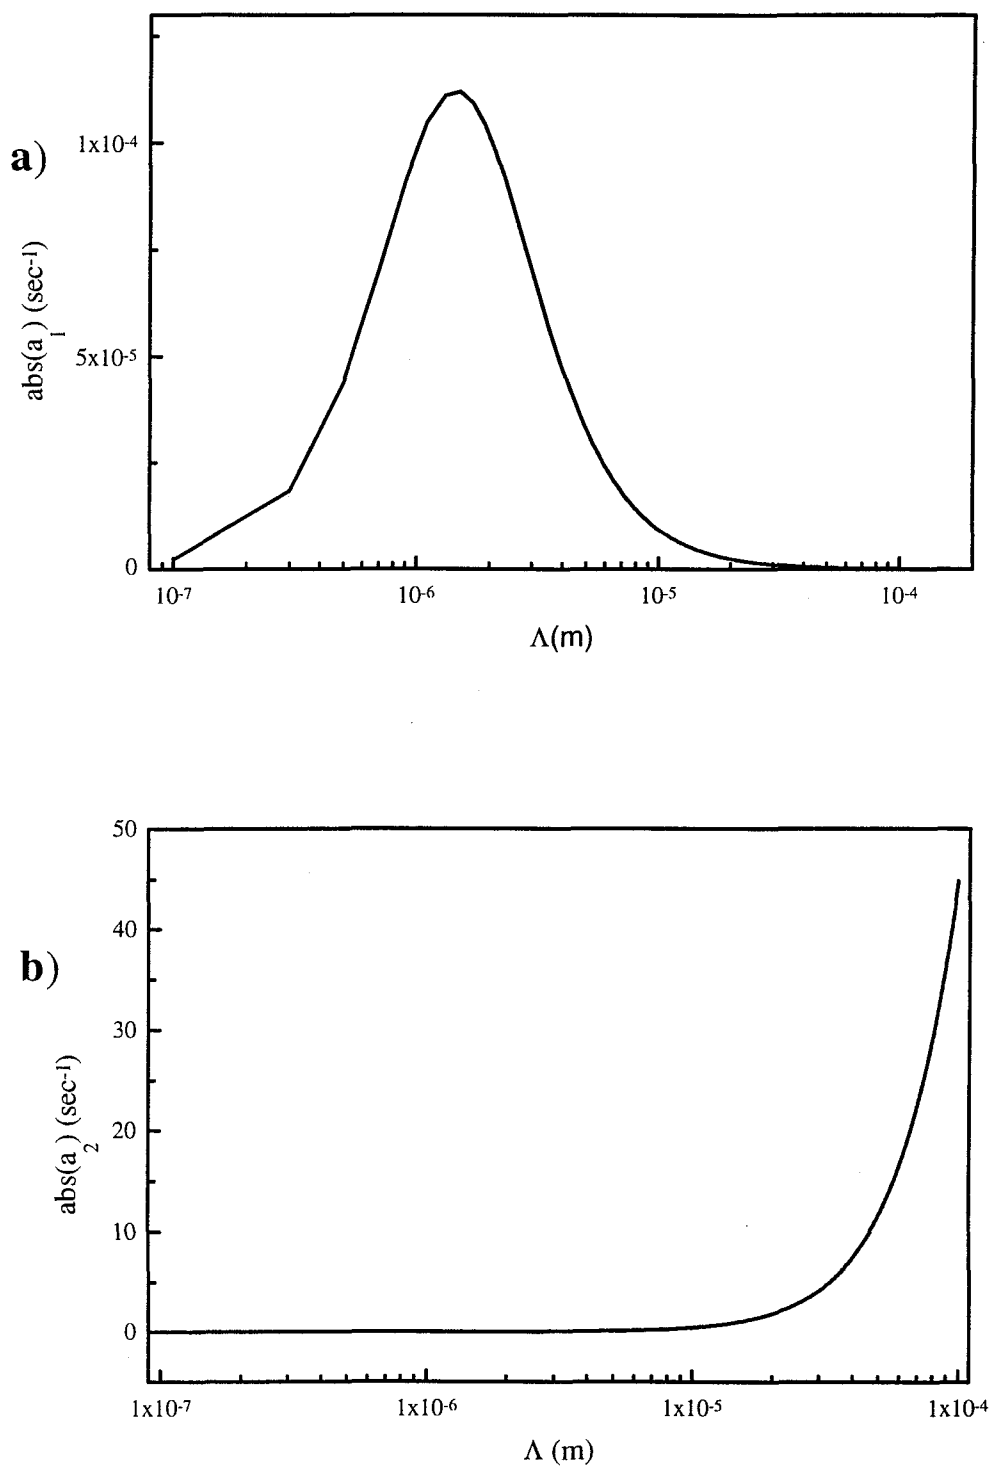 a)
abs(a₁) (sec⁻¹)
1x10⁻⁴
5x10⁻⁵
0
10⁻⁷ 10⁻⁶ 10⁻⁵ 10⁻⁴
Λ(m)
b)
abs(a₂) (sec⁻¹)
50
40
30
20
10
0
1x10⁻⁷ 1x10⁻⁶ 1x10⁻⁵ 1x10⁻⁴
Λ (m)